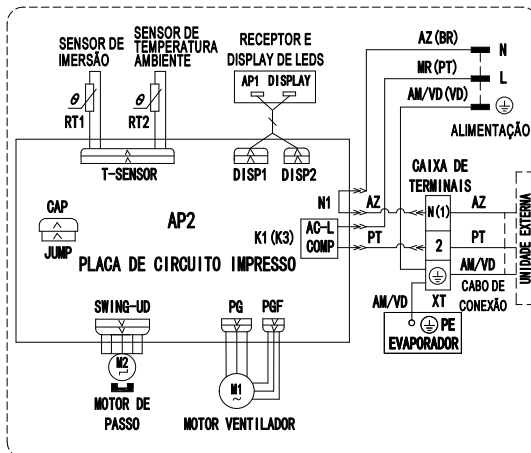 SENSOR DE
IMERSÃO
SENSOR DE
TEMPERATURA
AMBIENTE
RECEPTOR E
DISPLAY DE LEDS
AP1 DISPLAY
AZ(BR)
N
MR(PT)
L
AM/VD(VD)
ALIMENTAÇÃO
θ
RT1
θ
RT2
T-SENSOR
DISP1
DISP2
CAIXA DE
TERMINAIS
N1
AZ
N(1)
AZ
CAP
JUMP
AP2
K1(K3)
AC-L
COMP
PT
2
PT
PLACA DE CIRCUITO IMPRESSO
AM/VD
UNIDADE EXTERNA
CABO DE
CONEXÃO
XT
AM/VD
PE
EVAPORADOR
SWING-UD
PG
PGF
M2
M1
~
MOTOR DE
PASSO
MOTOR VENTILADOR